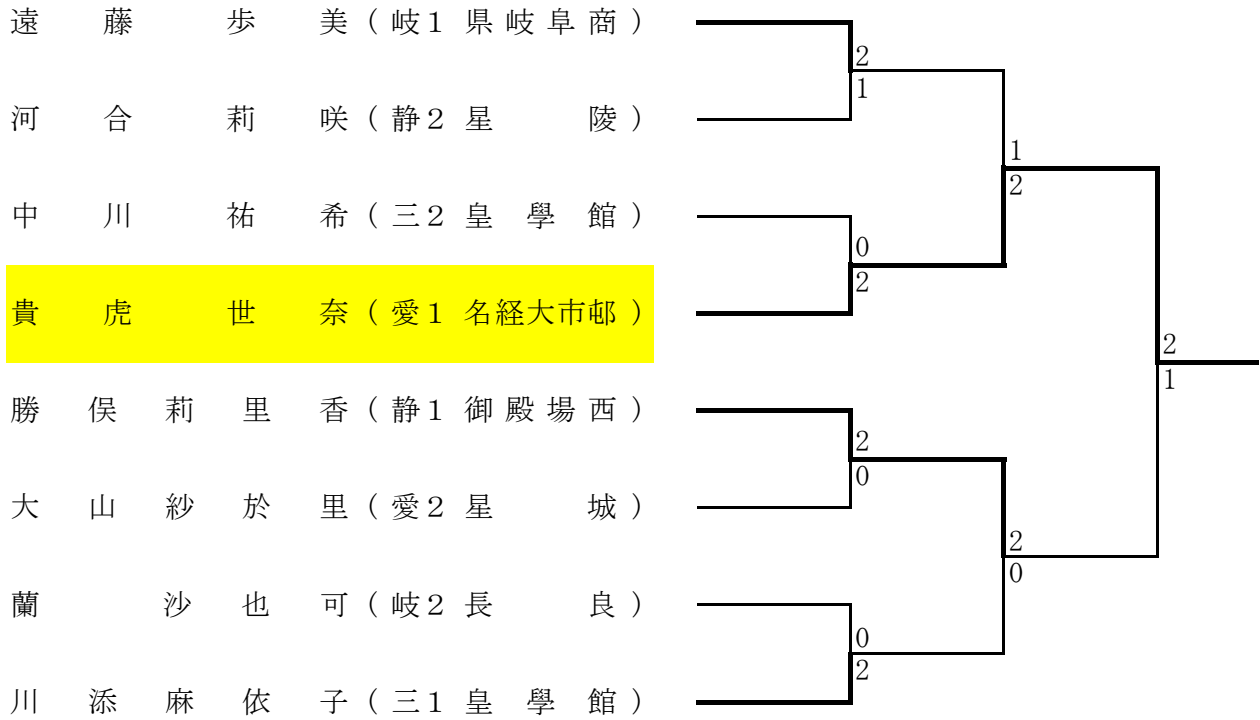 遠藤歩美(岐1 県岐阜商)
2
1
河合莉咲(静2 星陵)
1
2
中川祐希(三2 皇學館)
0
2
貴虎世奈(愛1 名経大市邨)
2
1
勝俣莉里香(静1 御殿場西)
2
0
大山紗於里(愛2 星城)
2
0
蘭沙也可(岐2 長良)
0
2
川添麻依子(三1 皇學館)